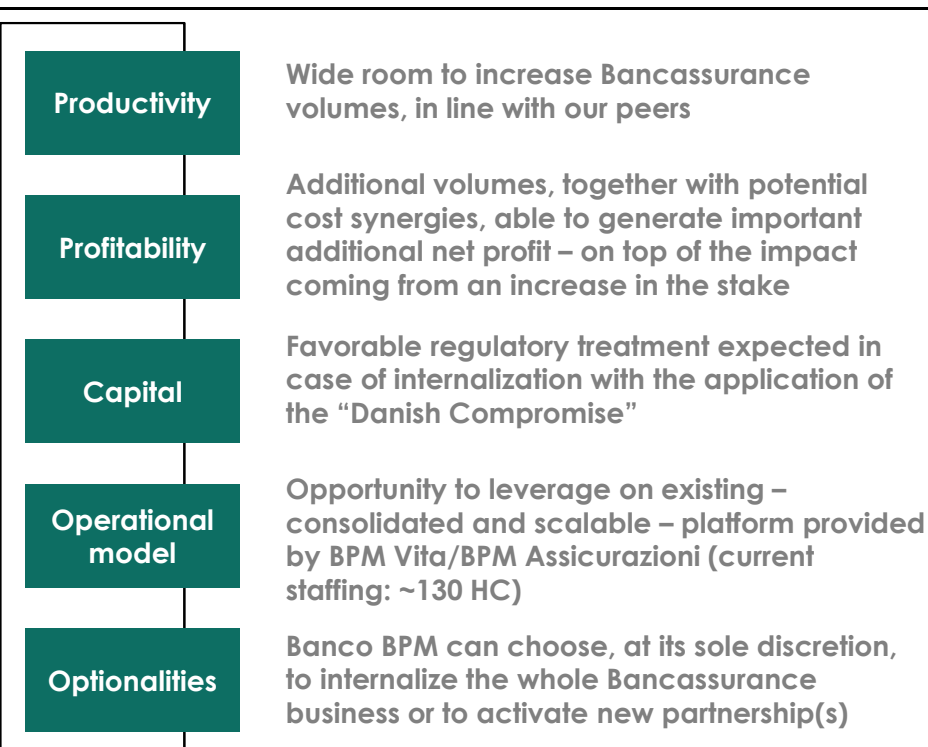 Productivity
Wide room to increase Bancassurance
volumes, in line with our peers
Profitability
Additional volumes, together with potential
cost synergies, able to generate important
additional net profit – on top of the impact
coming from an increase in the stake
Capital
Favorable regulatory treatment expected in
case of internalization with the application of
the “Danish Compromise”
Operational
model
Opportunity to leverage on existing –
consolidated and scalable – platform provided
by BPM Vita/BPM Assicurazioni (current
staffing: ~130 HC)
Optionalities
Banco BPM can choose, at its sole discretion,
to internalize the whole Bancassurance
business or to activate new partnership(s)